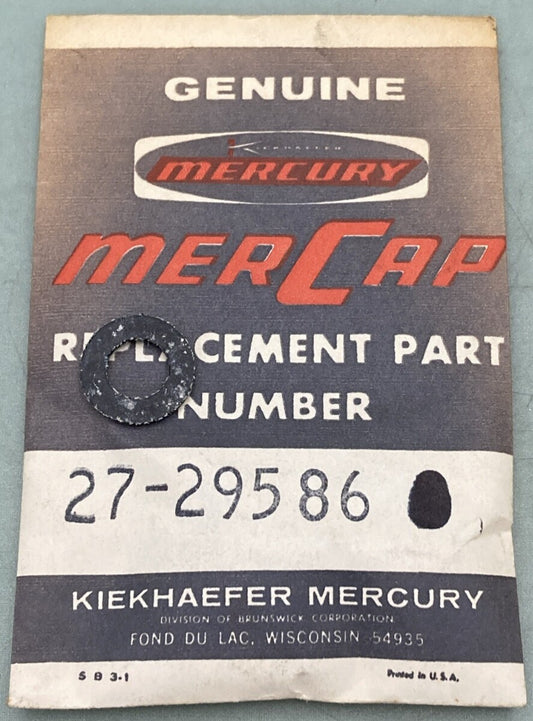 GENUINE
KIEKHAEFER
MERCURY
MERCAP
REPLACEMENT PART
NUMBER
27-29586
KIEKHAEFER MERCURY
DIVISION OF BRUNSWICK CORPORATION
FOND DU LAC, WISCONSIN 54935
S B 3-1
Printed in U.S.A.